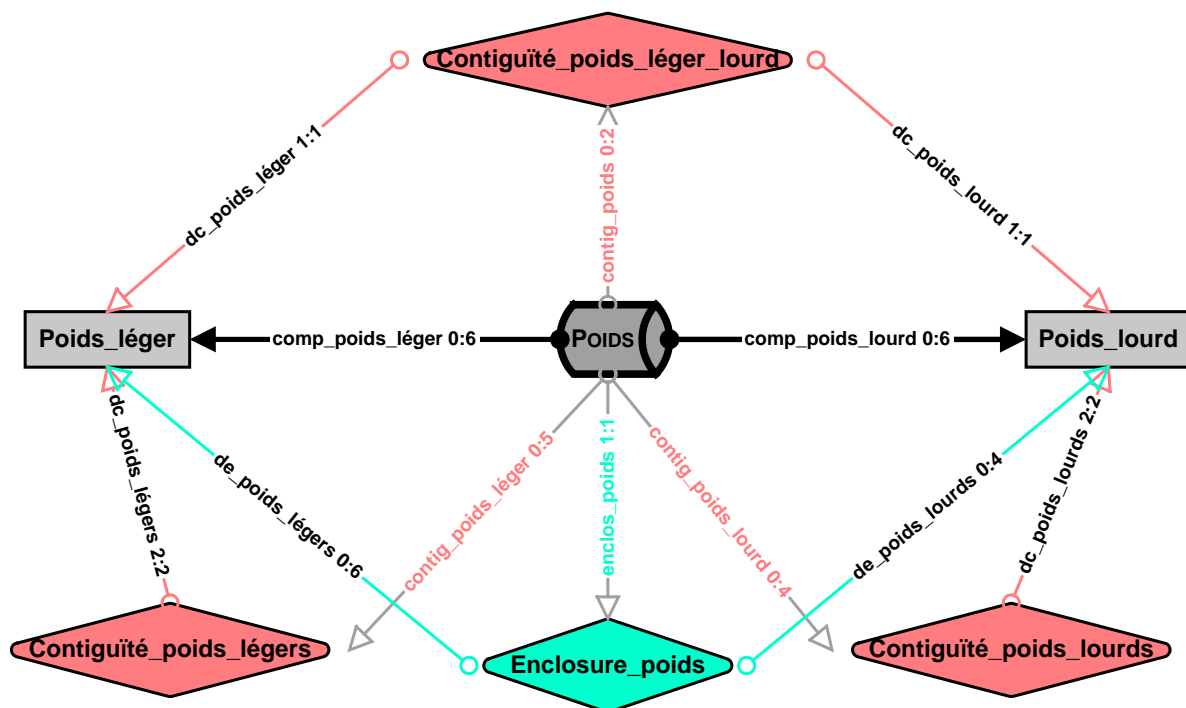 Contiguïté_poids_léger_lourd
dc_poids_léger 1:1
contig_poids 0:2
dc_poids_lourd 1:1
Poids_léger
comp_poids_léger 0:6
POIDS
comp_poids_lourd 0:6
Poids_lourd
dc_poids_légers 2:2
de_poids_légers 0:6
contig_poids_léger 0:5
enclos_poids 1:1
contig_poids_lourd 0:4
de_poids_lourds 0:4
dc_poids_lourds 2:2
Contiguïté_poids_légers
Enclosure_poids
Contiguïté_poids_lourds